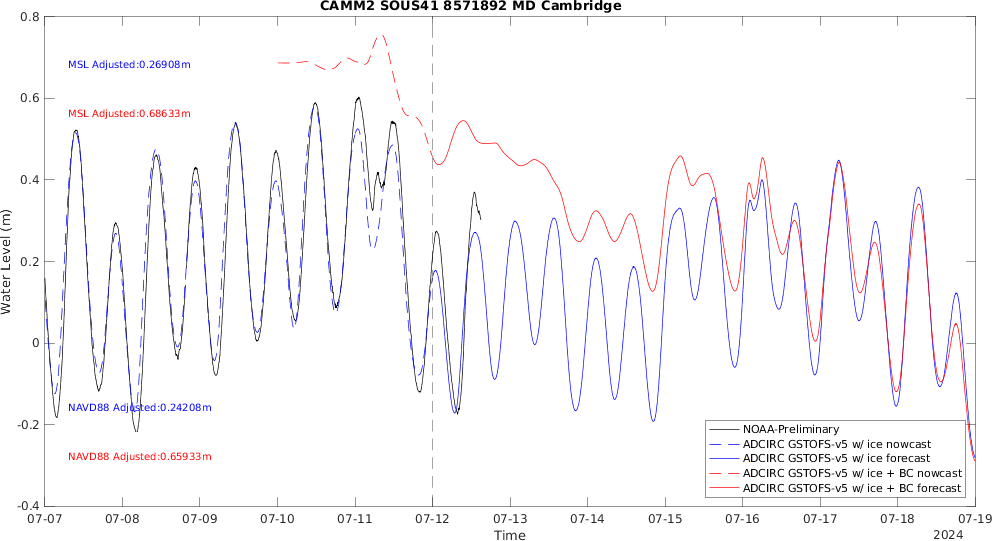 CAMM2 SOUS41 8571892 MD Cambridge
0.8
0.6
0.4
0.2
0
-0.2
-0.4
Water Level (m)
MSL Adjusted:0.26908m
MSL Adjusted:0.68633m
NAVD88 Adjusted:0.24208m
NAVD88 Adjusted:0.65933m
NOAA-Preliminary
ADCIRC GSTOFS-v5 w/ ice nowcast
ADCIRC GSTOFS-v5 w/ ice forecast
ADCIRC GSTOFS-v5 w/ ice + BC nowcast
ADCIRC GSTOFS-v5 w/ ice + BC forecast
07-07 07-08 07-09 07-10 07-11 07-12 07-13 07-14 07-15 07-16 07-17 07-18 07-19
Time
2024